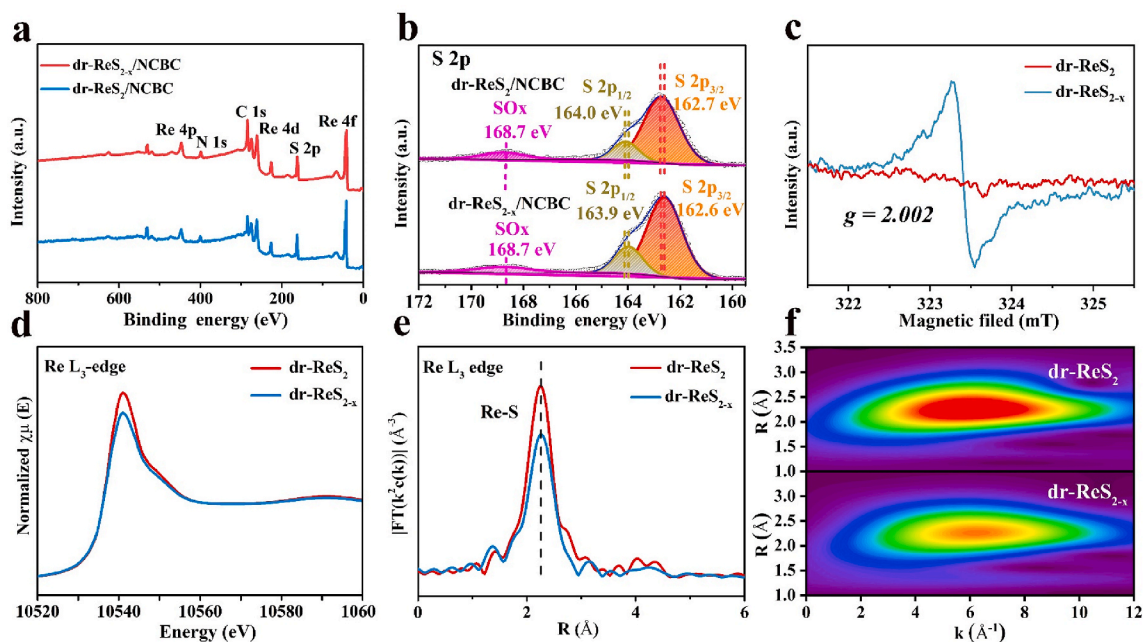 a
dr-ReS2-x/NCBC
dr-ReS2/NCBC
Re 4p
N 1s
C 1s
Re 4d
S 2p
Re 4f
Intensity (a.u.)
800 600 400 200 0
Binding energy (eV)
b
S 2p
dr-ReS2/NCBC
SOx
168.7 eV
S 2p1/2
164.0 eV
S 2p3/2
162.7 eV
dr-ReS2-x/NCBC
SOx
168.7 eV
S 2p1/2
163.9 eV
S 2p3/2
162.6 eV
Intensity (a.u.)
172 170 168 166 164 162 160
Binding energy (eV)
c
dr-ReS2
dr-ReS2-x
g = 2.002
Intensity (a.u.)
322 323 324 325
Magnetic filed (mT)
d
Re L3-edge
dr-ReS2
dr-ReS2-x
Normalized χμ (E)
10520 10540 10560 10580 1060
Energy (eV)
e
Re L3 edge
dr-ReS2
dr-ReS2-x
Re-S
|FT(k2e(k))| (Å-3)
0 2 4 6
R (Å)
f
dr-ReS2
3.5
3.0
2.5
2.0
1.5
1.0
R (Å)
dr-ReS2-x
3.0
2.5
2.0
1.5
1.0
R (Å)
0 2 4 6 8 10 12
k (Å-1)